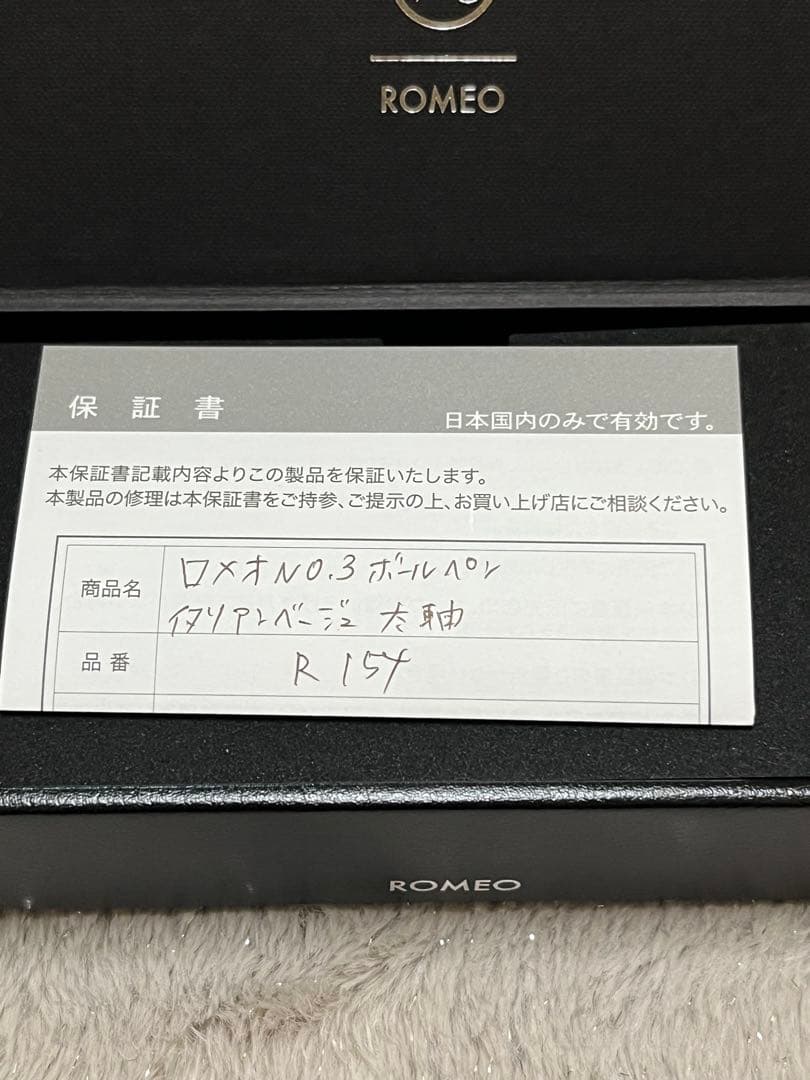 ROMEO
保証書
日本国内のみで有効です。
本保証書記載内容よりこの製品を保証いたします。
本製品の修理は本保証書をご持参、ご提示の上、お買い上げ店にご相談ください。
商品名
ロメオNO.3ボールペン
イタリアンベージュ 太軸
品番
R 154
ROMEO